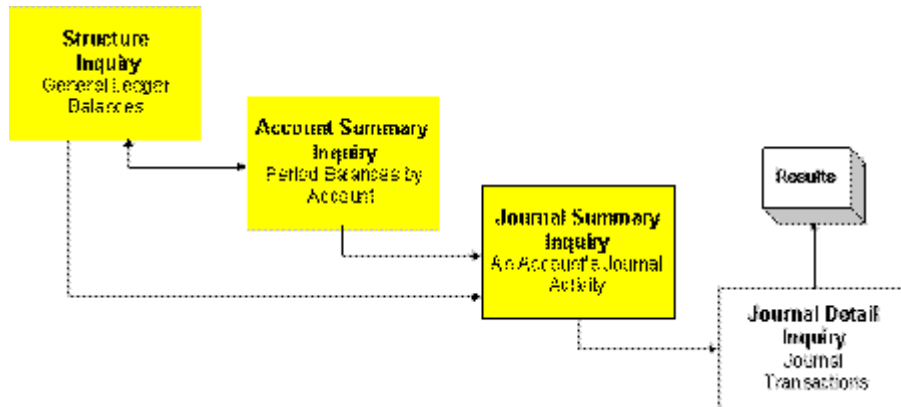 Structure
Inquiry
General Ledger
Balances
Account Summary
Inquiry
Period Balances by
Account
Journal Summary
Inquiry
An Account's Journal
Activity
Results
Journal Detail
Inquiry
Journal
Transactions